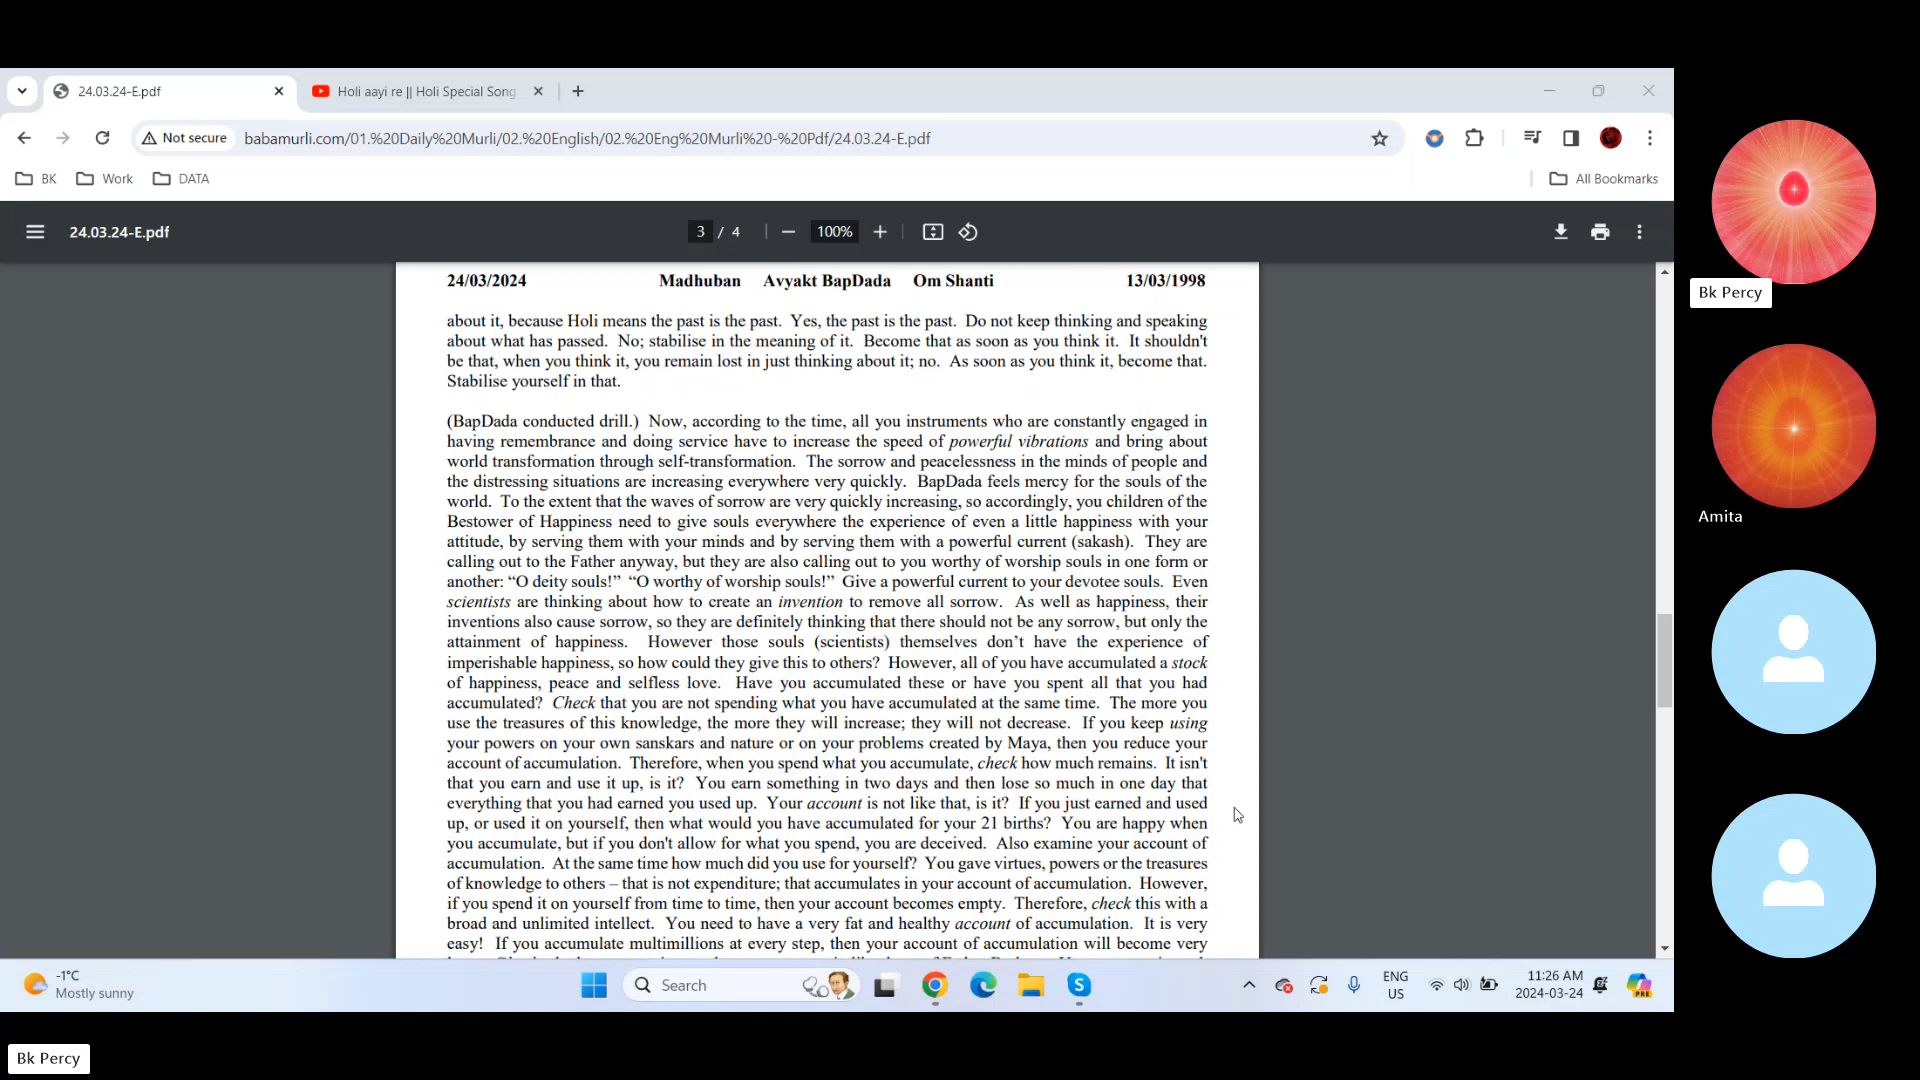 24.03.24-E.pdf
Holi aayi re || Holi Special Song
Not secure
babamurli.com/01.%20Daily%20Murli/02.%20English/02.%20Eng%20Murli%20-%20Pdf/24.03.24-E.pdf
BK
Work
DATA
All Bookmarks
24.03.24-E.pdf
3 / 4
100%
24/03/2024 Madhuban Avyakt BapDada Om Shanti 13/03/1998
about it, because Holi means the past is the past. Yes, the past is the past. Do not keep thinking and speaking
about what has passed. No; stabilise in the meaning of it. Become that as soon as you think it. It shouldn't
be that, when you think it, you remain lost in just thinking about it; no. As soon as you think it, become that.
Stabilise yourself in that.
(BapDada conducted drill.) Now, according to the time, all you instruments who are constantly engaged in
having remembrance and doing service have to increase the speed of powerful vibrations and bring about
world transformation through self-transformation. The sorrow and peacelessness in the minds of people and
the distressing situations are increasing everywhere very quickly. BapDada feels mercy for the souls of the
world. To the extent that the waves of sorrow are very quickly increasing, so accordingly, you children of the
Bestower of Happiness need to give souls everywhere the experience of even a little happiness with your
attitude, by serving them with your minds and by serving them with a powerful current (sakash). They are
calling out to the Father anyway, but they are also calling out to you worthy of worship souls in one form or
another: “O deity souls!” “O worthy of worship souls!” Give a powerful current to your devotee souls. Even
scientists are thinking about how to create an invention to remove all sorrow. As well as happiness, their
inventions also cause sorrow, so they are definitely thinking that there should not be any sorrow, but only the
attainment of happiness. However those souls (scientists) themselves don’t have the experience of
imperishable happiness, so how could they give this to others? However, all of you have accumulated a stock
of happiness, peace and selfless love. Have you accumulated these or have you spent all that you had
accumulated? Check that you are not spending what you have accumulated at the same time. The more you
use the treasures of this knowledge, the more they will increase; they will not decrease. If you keep using
your powers on your own sanskars and nature or on your problems created by Maya, then you reduce your
account of accumulation. Therefore, when you spend what you accumulate, check how much remains. It isn't
that you earn and use it up, is it? You earn something in two days and then lose so much in one day that
everything that you had earned you used up. Your account is not like that, is it? If you just earned and used
up, or used it on yourself, then what would you have accumulated for your 21 births? You are happy when
you accumulate, but if you don't allow for what you spend, you are deceived. Also examine your account of
accumulation. At the same time how much did you use for yourself? You gave virtues, powers or the treasures
of knowledge to others – that is not expenditure; that accumulates in your account of accumulation. However,
if you spend it on yourself from time to time, then your account becomes empty. Therefore, check this with a
broad and unlimited intellect. You need to have a very fat and healthy account of accumulation. It is very
easy! If you accumulate multimillions at every step, then your account of accumulation will become very
Bk Percy
Amita
-1°C
Mostly sunny
Search
ENG
US
11:26 AM
2024-03-24
PRE
Bk Percy